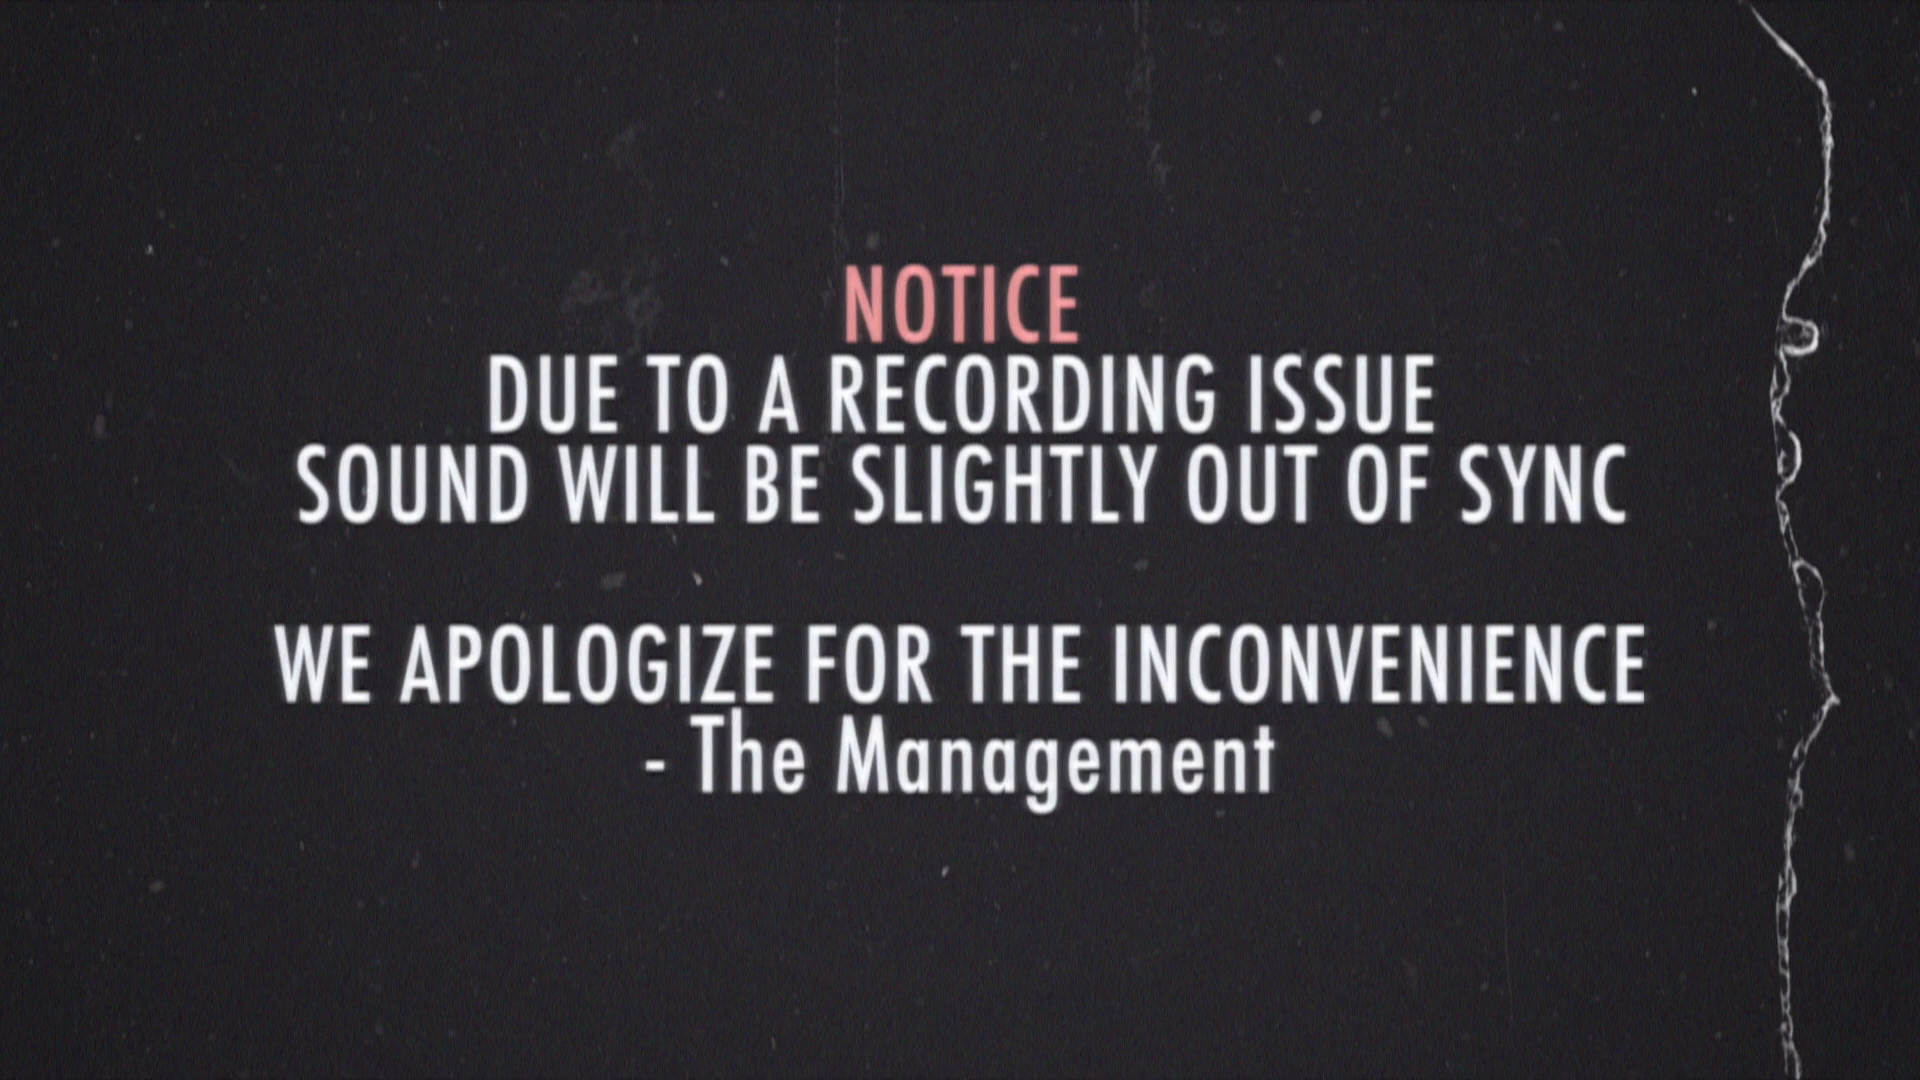 NOTICE
DUE TO A RECORDING ISSUE
SOUND WILL BE SLIGHTLY OUT OF SYNC
WE APOLOGIZE FOR THE INCONVENIENCE
- The Management